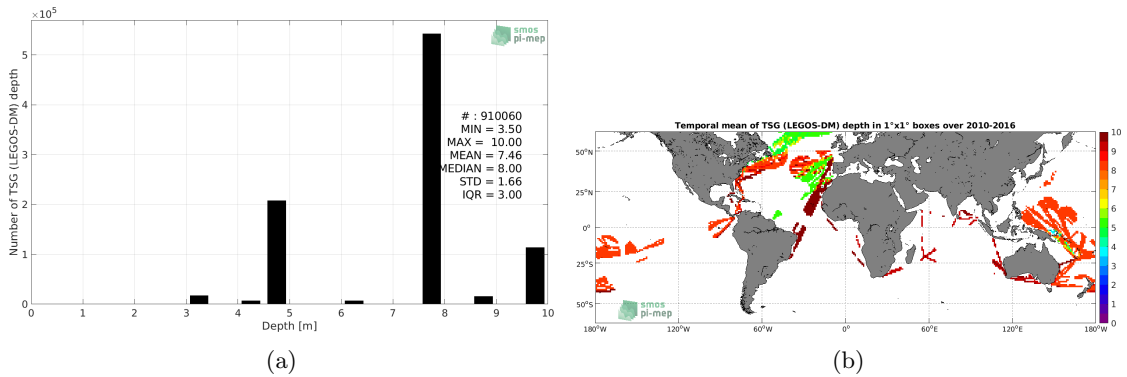 ×10⁵
smos
pi-mep
5
4
3
2
1
0
Number of TSG (LEGOS-DM) depth
# : 910060
MIN = 3.50
MAX = 10.00
MEAN = 7.46
MEDIAN = 8.00
STD = 1.66
IQR = 3.00
0 1 2 3 4 5 6 7 8 9 10
Depth [m]
(a)
Temporal mean of TSG (LEGOS-DM) depth in 1°x1° boxes over 2010-2016
50°N
25°N
0°
25°S
50°S
180°W 120°W 60°W 0° 60°E 120°E 180°W
smos
pi-mep
10
9
8
7
6
5
4
3
2
1
0
(b)